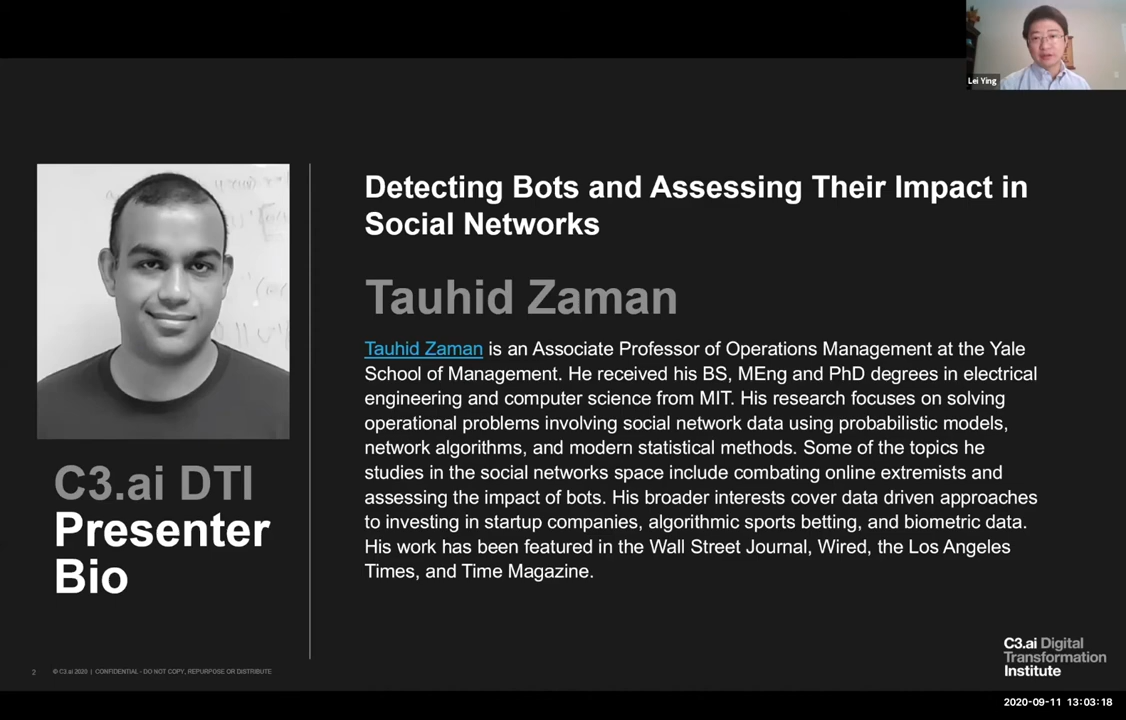 Lei Ying
Detecting Bots and Assessing Their Impact in
Social Networks
Tauhid Zaman
Tauhid Zaman is an Associate Professor of Operations Management at the Yale
School of Management. He received his BS, MEng and PhD degrees in electrical
engineering and computer science from MIT. His research focuses on solving
operational problems involving social network data using probabilistic models,
network algorithms, and modern statistical methods. Some of the topics he
studies in the social networks space include combating online extremists and
assessing the impact of bots. His broader interests cover data driven approaches
to investing in startup companies, algorithmic sports betting, and biometric data.
His work has been featured in the Wall Street Journal, Wired, the Los Angeles
Times, and Time Magazine.
C3.ai DTI
Presenter
Bio
2 © C3.ai 2020 | CONFIDENTIAL - DO NOT COPY, REPURPOSE OR DISTRIBUTE
C3.ai Digital
Transformation
Institute
2020-09-11 13:03:18